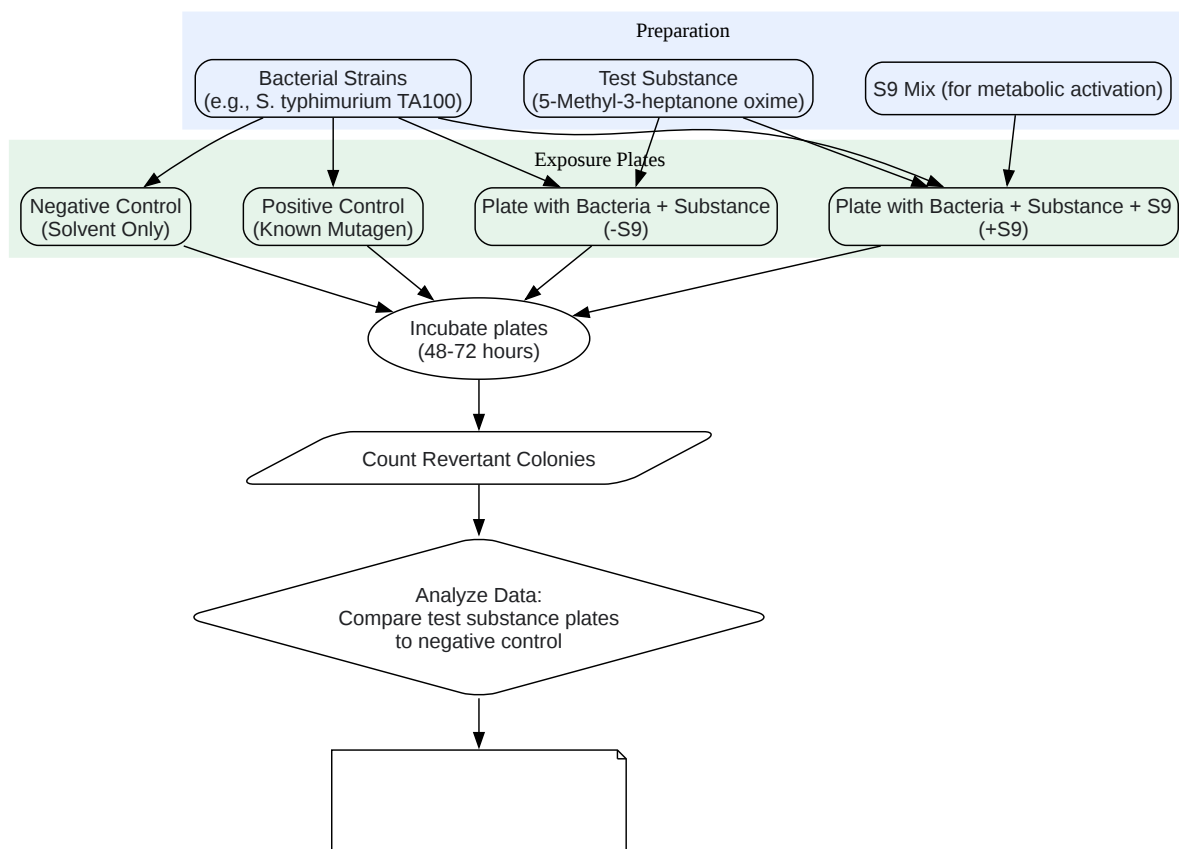 Preparation
Bacterial Strains
(e.g., S. typhimurium TA100)
Test Substance
(5-Methyl-3-heptanone oxime)
S9 Mix (for metabolic activation)
Exposure Plates
Negative Control
(Solvent Only)
Positive Control
(Known Mutagen)
Plate with Bacteria + Substance
(-S9)
Plate with Bacteria + Substance + S9
(+S9)
Incubate plates
(48-72 hours)
Count Revertant Colonies
Analyze Data:
Compare test substance plates
to negative control